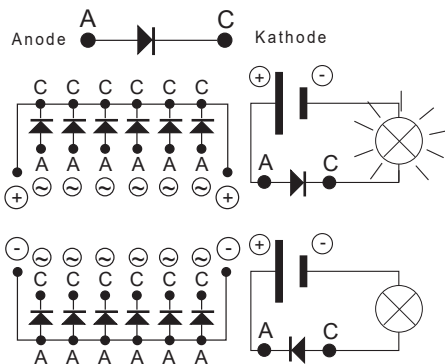 Anode A C Kathode
C C C C C C + -
A A A A A A A C
~ ~ ~ ~ ~ ~
+ +
- ~ ~ ~ ~ ~ ~ - + -
C C C C C C
A C
A A A A A A